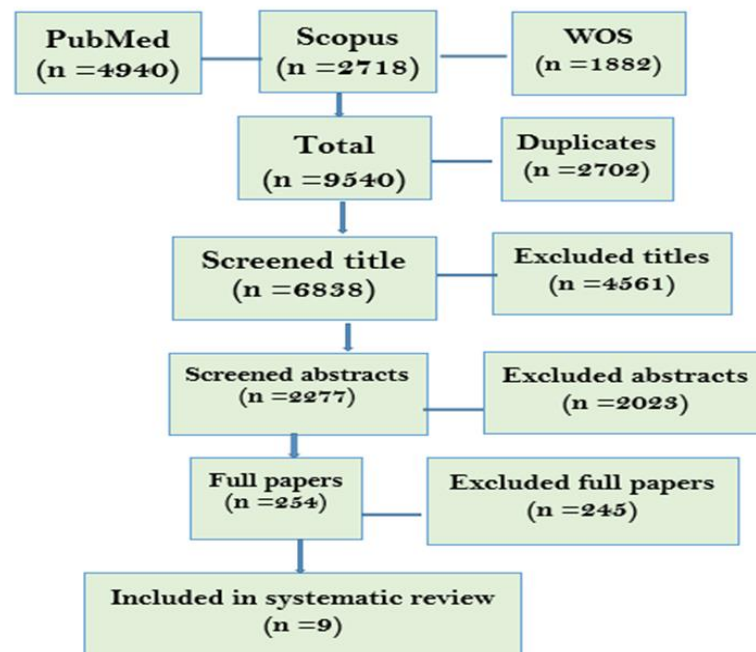 PubMed
(n =4940)
Scopus
(n =2718)
WOS
(n =1882)
Total
(n =9540)
Duplicates
(n =2702)
Screened title
(n =6838)
Excluded titles
(n =4561)
Screened abstracts
(n =2277)
Excluded abstracts
(n =2023)
Full papers
(n =254)
Excluded full papers
(n =245)
Included in systematic review
(n =9)